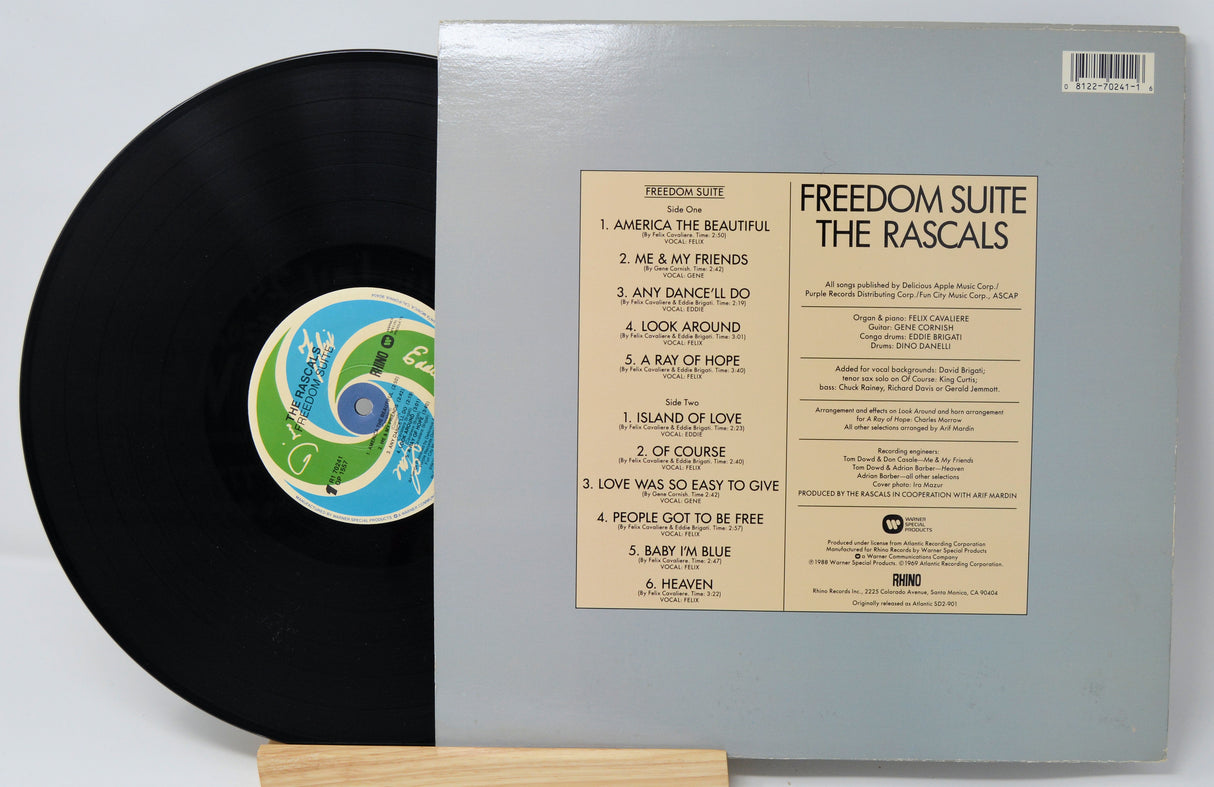 0 8122-70241-1 6
FREEDOM SUITE
Side One
1. AMERICA THE BEAUTIFUL
(By Felix Cavaliere. Time: 2:50)
VOCAL: FELIX
2. ME & MY FRIENDS
(By Gene Cornish. Time: 2:42)
VOCAL: GENE
3. ANY DANCE'LL DO
(By Felix Cavaliere & Eddie Brigati. Time: 2:19)
VOCAL: EDDIE
4. LOOK AROUND
(By Felix Cavaliere & Eddie Brigati. Time: 3:01)
VOCAL: FELIX
5. A RAY OF HOPE
(By Felix Cavaliere & Eddie Brigati. Time: 3:40)
VOCAL: FELIX
Side Two
1. ISLAND OF LOVE
(By Felix Cavaliere & Eddie Brigati. Time: 2:23)
VOCAL: EDDIE
2. OF COURSE
(By Felix Cavaliere & Eddie Brigati. Time: 2:40)
VOCAL: FELIX
3. LOVE WAS SO EASY TO GIVE
(By Gene Cornish Time: 2:42)
VOCAL: GENE
4. PEOPLE GOT TO BE FREE
(By Felix Cavaliere & Eddie Brigati. Time: 2:57)
VOCAL: FELIX
5. BABY I'M BLUE
(By Felix Cavaliere. Time: 2:47)
VOCAL: FELIX
6. HEAVEN
(By Felix Cavaliere. Time: 3:22)
VOCAL: FELIX
FREEDOM SUITE
THE RASCALS
All songs published by Delicious Apple Music Corp./
Purple Records Distributing Corp./Fun City Music Corp., ASCAP
Organ & piano: FELIX CAVALIERE
Guitar: GENE CORNISH
Conga drums: EDDIE BRIGATI
Drums: DINO DANELLI
Added for vocal backgrounds: David Brigati;
tenor sax solo on Of Course: King Curtis;
bass: Chuck Rainey, Richard Davis or Gerald Jemmott.
Arrangement and effects on Look Around and horn arrangement
for A Ray of Hope: Charles Morrow
All other selections arranged by Arif Mardin
Recording engineers:
Tom Dowd & Don Casale—Me & My Friends
Tom Dowd & Adrian Barber—Heaven
Adrian Barber—all other selections
Cover photo: Ira Mazur
PRODUCED BY THE RASCALS IN COOPERATION WITH ARIF MARDIN
WARNER
SPECIAL
PRODUCTS
Produced under license from Atlantic Recording Corporation
Manufactured for Rhino Records by Warner Special Products
a Warner Communications Company
℗1988 Warner Special Products. ©1969 Atlantic Recording Corporation.
RHINO
Rhino Records Inc., 2225 Colorado Avenue, Santa Monica, CA 90404
Originally released as Atlantic SD2-901
THE RASCALS
FREEDOM SUITE
RHINO
1
R1 70241
OP 1557